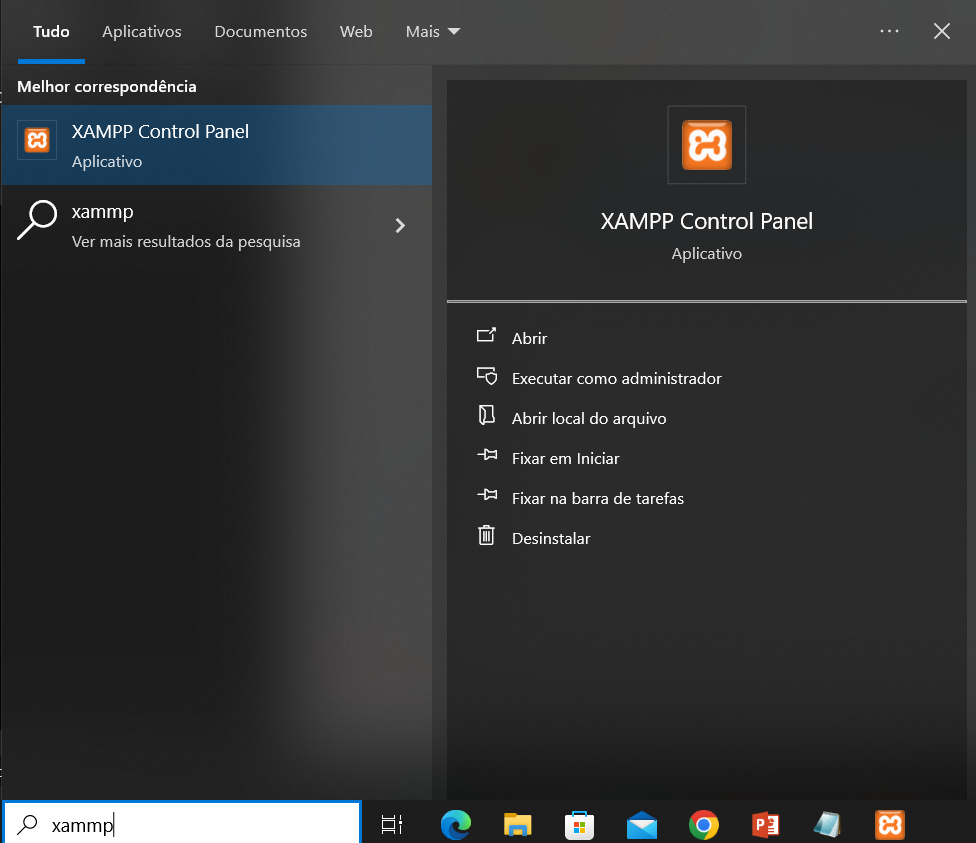 Tudo Aplicativos Documentos Web Mais
Melhor correspondência
XAMPP Control Panel
Aplicativo
xammp
Ver mais resultados da pesquisa
XAMPP Control Panel
Aplicativo
Abrir
Executar como administrador
Abrir local do arquivo
Fixar em Iniciar
Fixar na barra de tarefas
Desinstalar
xammp